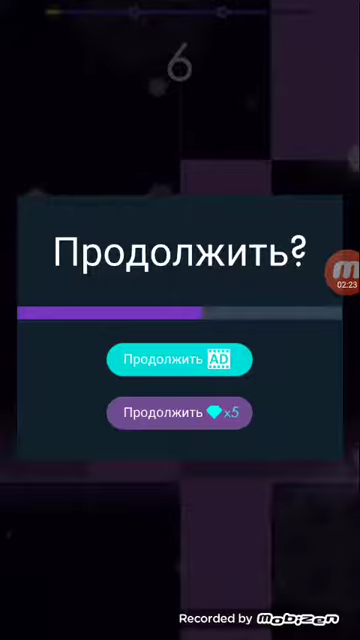 6
Продолжить?
02:23
Продолжить AD
Продолжить x5
Recorded by mobizen